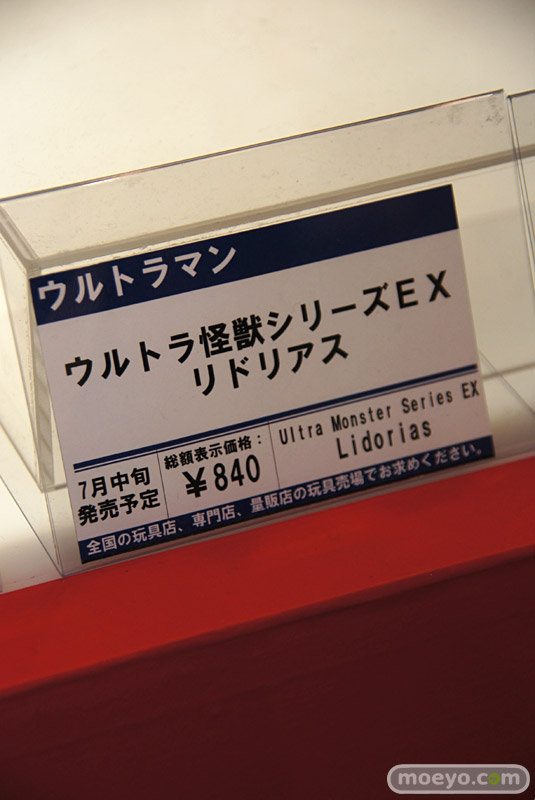 ウルトラマン
ウルトラ怪獣シリーズEX
リドリアス
7月中旬
発売予定
総額表示価格：
￥840
Ultra Monster Series EX
Lidorias
全国の玩具店、専門店、量販店の玩具売場でお求めください。
moeyo.com